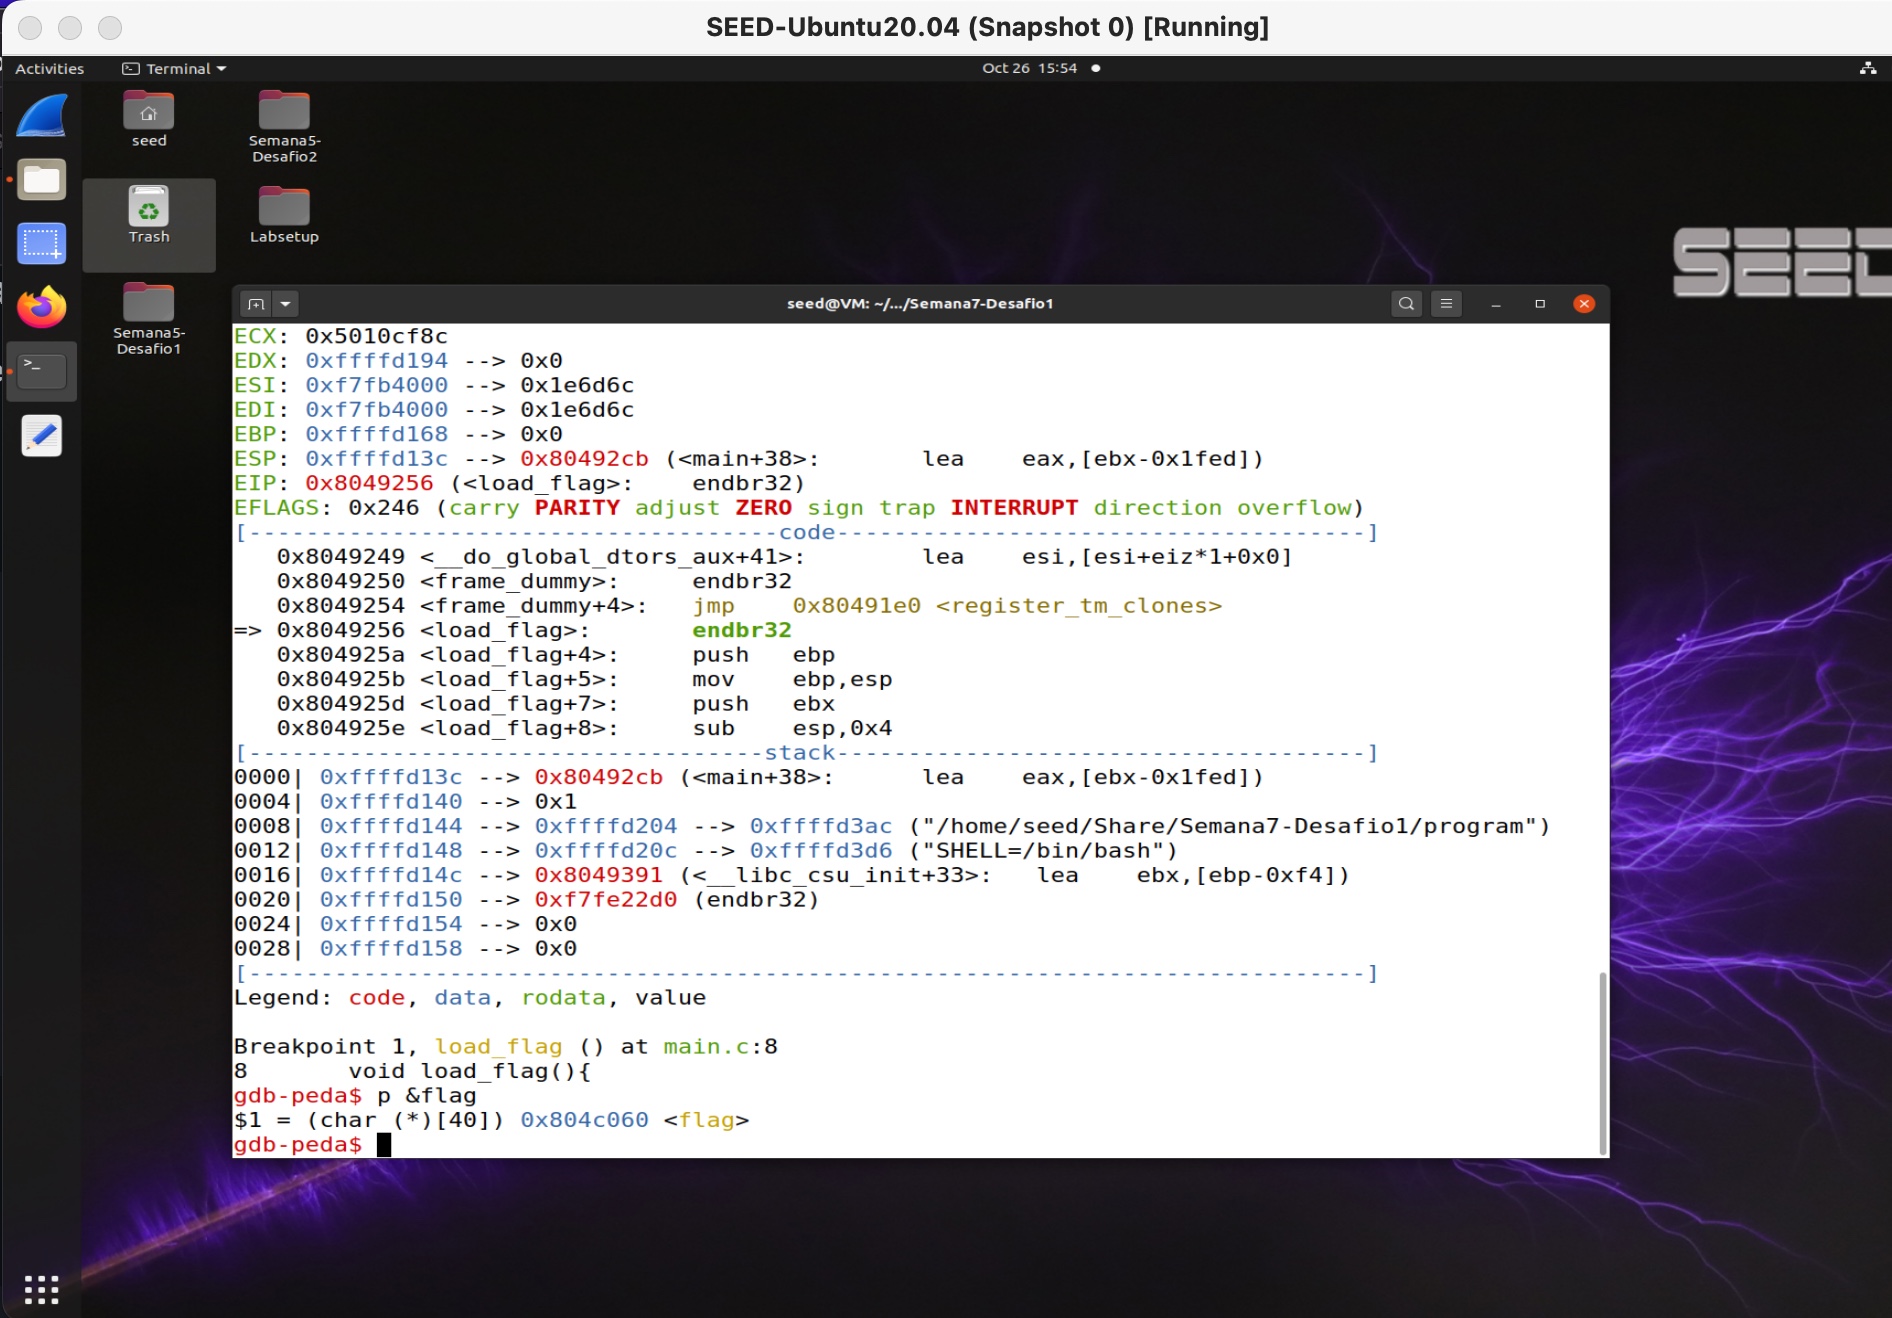 SEED-Ubuntu20.04 (Snapshot 0) [Running]
Activities
Terminal
Oct 26 15:54
seed
Semana5-
Desafio2
Trash
Labsetup
Semana5-
Desafio1
SEED
seed@VM: ~/.../Semana7-Desafio1
ECX: 0x5010cf8c
EDX: 0xffffd194 --> 0x0
ESI: 0xf7fb4000 --> 0x1e6d6c
EDI: 0xf7fb4000 --> 0x1e6d6c
EBP: 0xffffd168 --> 0x0
ESP: 0xffffd13c --> 0x80492cb (<main+38>: lea eax,[ebx-0x1fed])
EIP: 0x8049256 (<load_flag>: endbr32)
EFLAGS: 0x246 (carry PARITY adjust ZERO sign trap INTERRUPT direction overflow)
[-------------------------------------code-------------------------------------]
0x8049249 <__do_global_dtors_aux+41>: lea esi,[esi+eiz*1+0x0]
0x8049250 <frame_dummy>: endbr32
0x8049254 <frame_dummy+4>: jmp 0x80491e0 <register_tm_clones>
=> 0x8049256 <load_flag>: endbr32
0x804925a <load_flag+4>: push ebp
0x804925b <load_flag+5>: mov ebp,esp
0x804925d <load_flag+7>: push ebx
0x804925e <load_flag+8>: sub esp,0x4
[------------------------------------stack-------------------------------------]
0000| 0xffffd13c --> 0x80492cb (<main+38>: lea eax,[ebx-0x1fed])
0004| 0xffffd140 --> 0x1
0008| 0xffffd144 --> 0xffffd204 --> 0xffffd3ac ("/home/seed/Share/Semana7-Desafio1/program")
0012| 0xffffd148 --> 0xffffd20c --> 0xffffd3d6 ("SHELL=/bin/bash")
0016| 0xffffd14c --> 0x8049391 (<__libc_csu_init+33>: lea ebx,[ebp-0xf4])
0020| 0xffffd150 --> 0xf7fe22d0 (endbr32)
0024| 0xffffd154 --> 0x0
0028| 0xffffd158 --> 0x0
[------------------------------------------------------------------------------]
Legend: code, data, rodata, value
Breakpoint 1, load_flag () at main.c:8
8 void load_flag(){
gdb-peda$ p &flag
$1 = (char (*)[40]) 0x804c060 <flag>
gdb-peda$